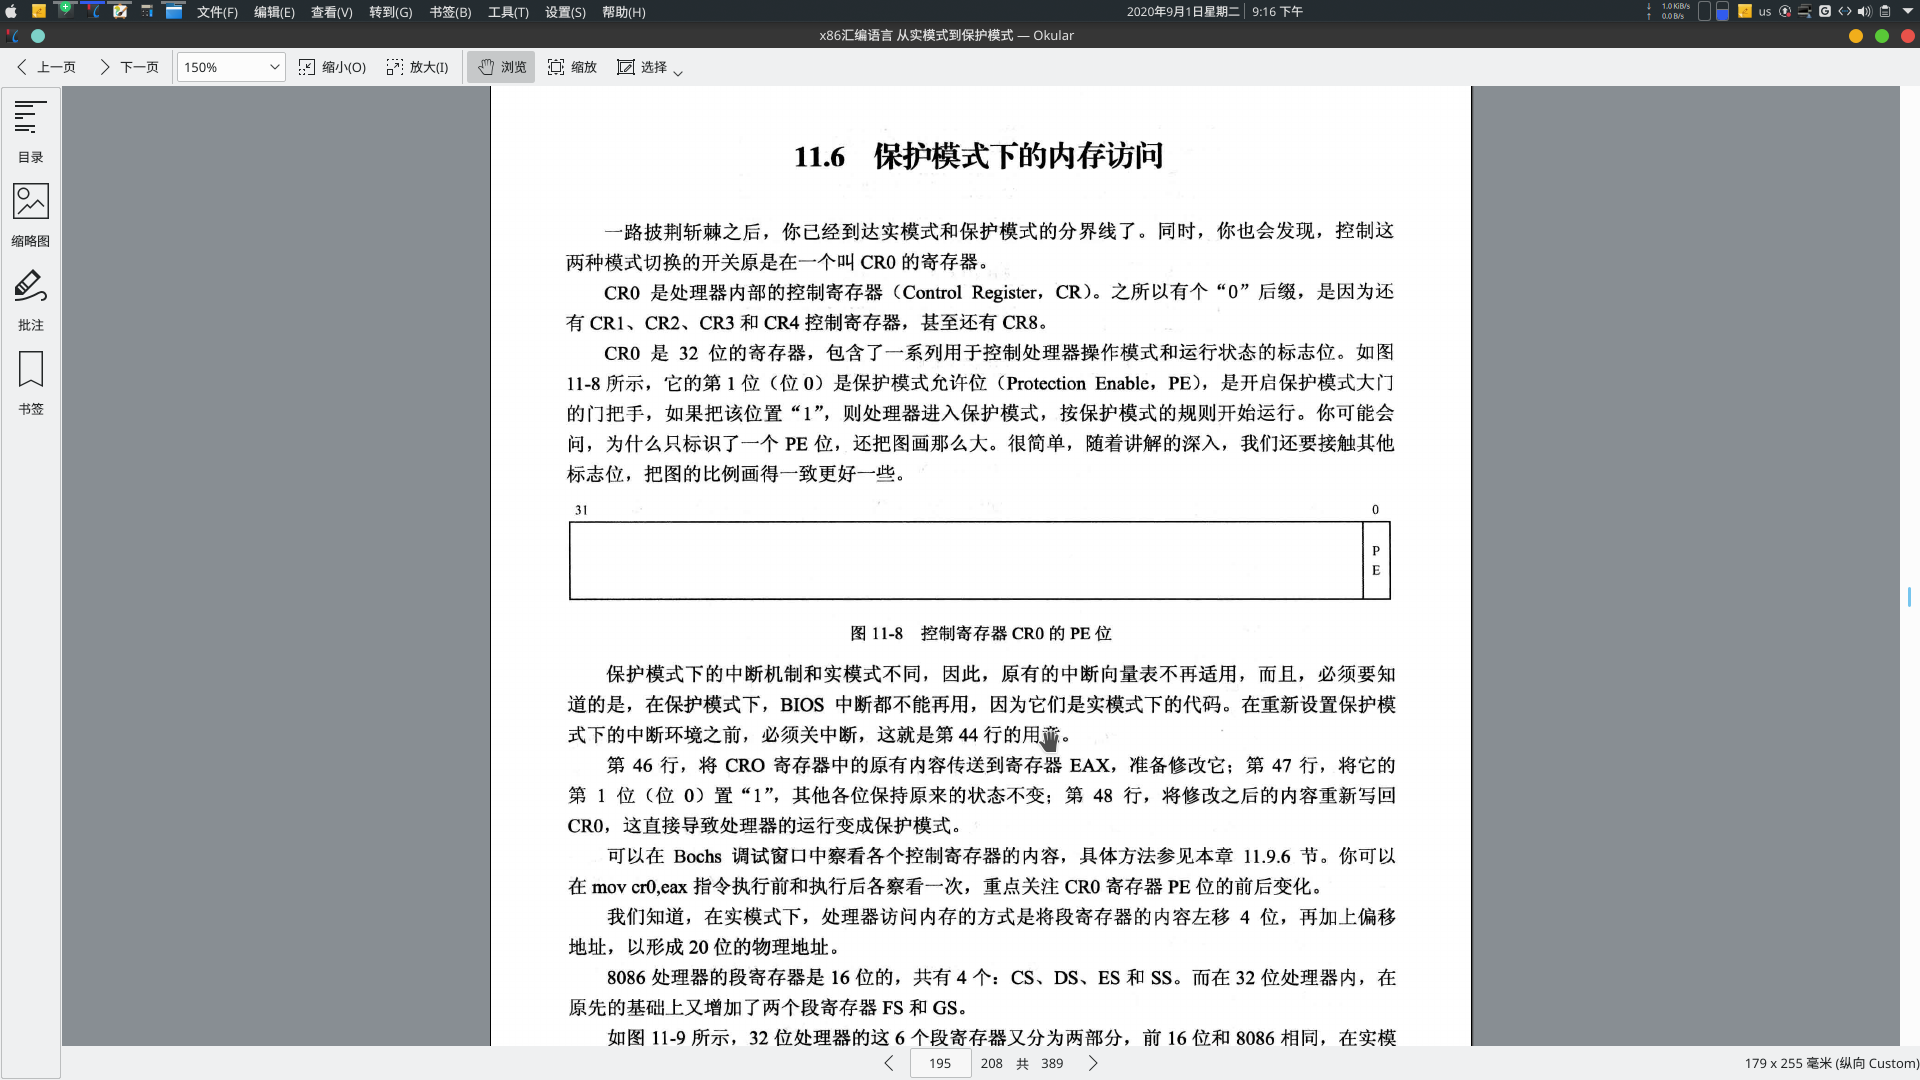 文件(F) 编辑(E) 查看(V) 转到(G) 书签(B) 工具(T) 设置(S) 帮助(H) 2020年9月1日星期二 9:16 下午 1.0 KiB/s 0.0 B/s us
x86汇编语言 从实模式到保护模式 — Okular
上一页 下一页 150% 缩小(O) 放大(I) 浏览 缩放 选择
目录
缩略图
批注
书签
11.6 保护模式下的内存访问
一路披荆斩棘之后，你已经到达实模式和保护模式的分界线了。同时，你也会发现，控制这
两种模式切换的开关原是在一个叫 CR0 的寄存器。
CR0 是处理器内部的控制寄存器（Control Register，CR）。之所以有个“0”后缀，是因为还
有 CR1、CR2、CR3 和 CR4 控制寄存器，甚至还有 CR8。
CR0 是 32 位的寄存器，包含了一系列用于控制处理器操作模式和运行状态的标志位。如图
11-8 所示，它的第 1 位（位 0）是保护模式允许位（Protection Enable，PE），是开启保护模式大门
的门把手，如果把该位置“1”，则处理器进入保护模式，按保护模式的规则开始运行。你可能会
问，为什么只标识了一个 PE 位，还把图画那么大。很简单，随着讲解的深入，我们还要接触其他
标志位，把图的比例画得一致更好一些。
31 0
P
E
图 11-8 控制寄存器 CR0 的 PE 位
保护模式下的中断机制和实模式不同，因此，原有的中断向量表不再适用，而且，必须要知
道的是，在保护模式下，BIOS 中断都不能再用，因为它们是实模式下的代码。在重新设置保护模
式下的中断环境之前，必须关中断，这就是第 44 行的用意。
第 46 行，将 CRO 寄存器中的原有内容传送到寄存器 EAX，准备修改它；第 47 行，将它的
第 1 位（位 0）置“1”，其他各位保持原来的状态不变；第 48 行，将修改之后的内容重新写回
CR0，这直接导致处理器的运行变成保护模式。
可以在 Bochs 调试窗口中察看各个控制寄存器的内容，具体方法参见本章 11.9.6 节。你可以
在 mov cr0,eax 指令执行前和执行后各察看一次，重点关注 CR0 寄存器 PE 位的前后变化。
我们知道，在实模式下，处理器访问内存的方式是将段寄存器的内容左移 4 位，再加上偏移
地址，以形成 20 位的物理地址。
8086 处理器的段寄存器是 16 位的，共有 4 个：CS、DS、ES 和 SS。而在 32 位处理器内，在
原先的基础上又增加了两个段寄存器 FS 和 GS。
如图 11-9 所示，32 位处理器的这 6 个段寄存器又分为两部分，前 16 位和 8086 相同，在实模
195 208 共 389 179 x 255 毫米 (纵向 Custom)